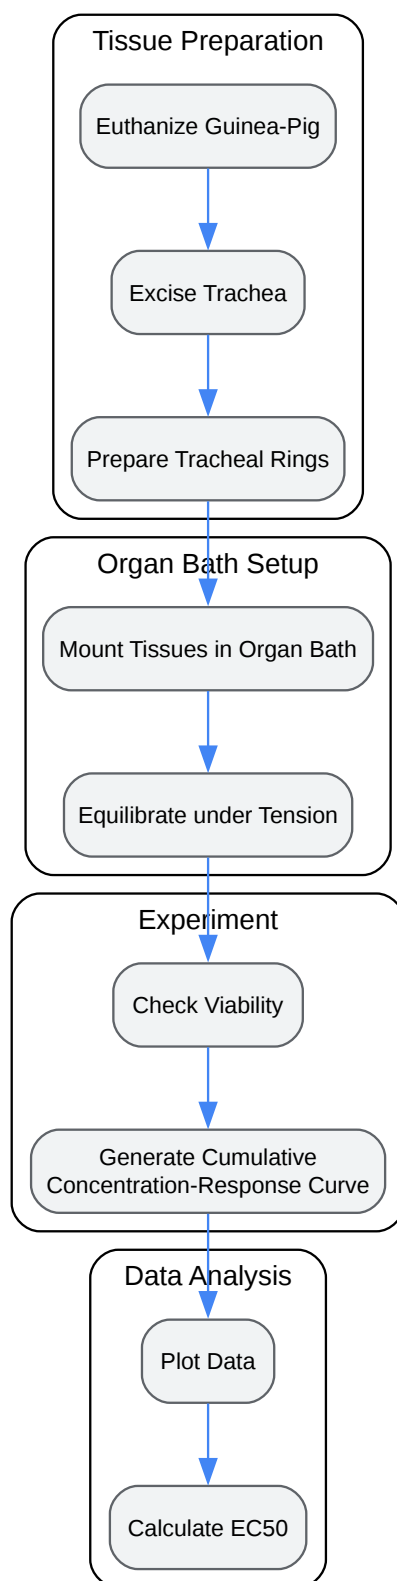 Tissue Preparation
Euthanize Guinea-Pig
Excise Trachea
Prepare Tracheal Rings
Organ Bath Setup
Mount Tissues in Organ Bath
Equilibrate under Tension
Experiment
Check Viability
Generate Cumulative
Concentration-Response Curve
Data Analysis
Plot Data
Calculate EC50